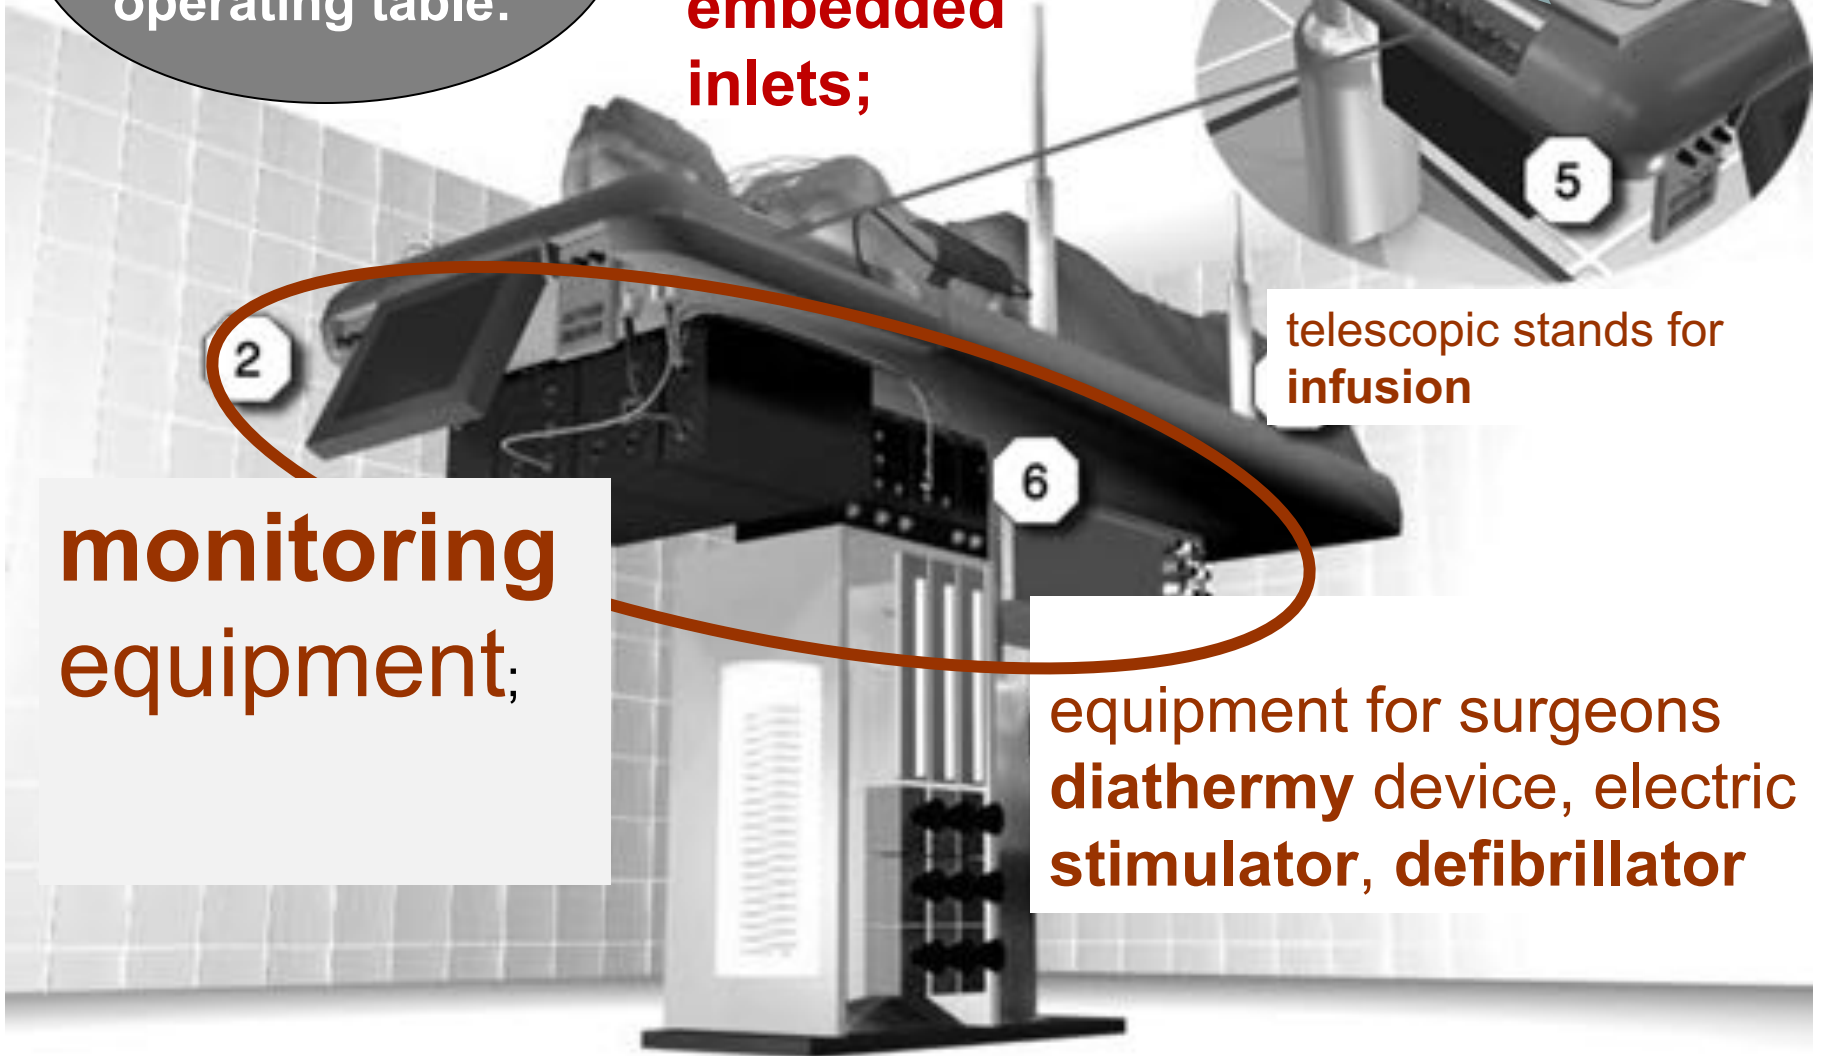 operating table.
embedded
inlets;
5
2
telescopic stands for
infusion
6
monitoring
equipment;
equipment for surgeons
diathermy device, electric
stimulator, defibrillator